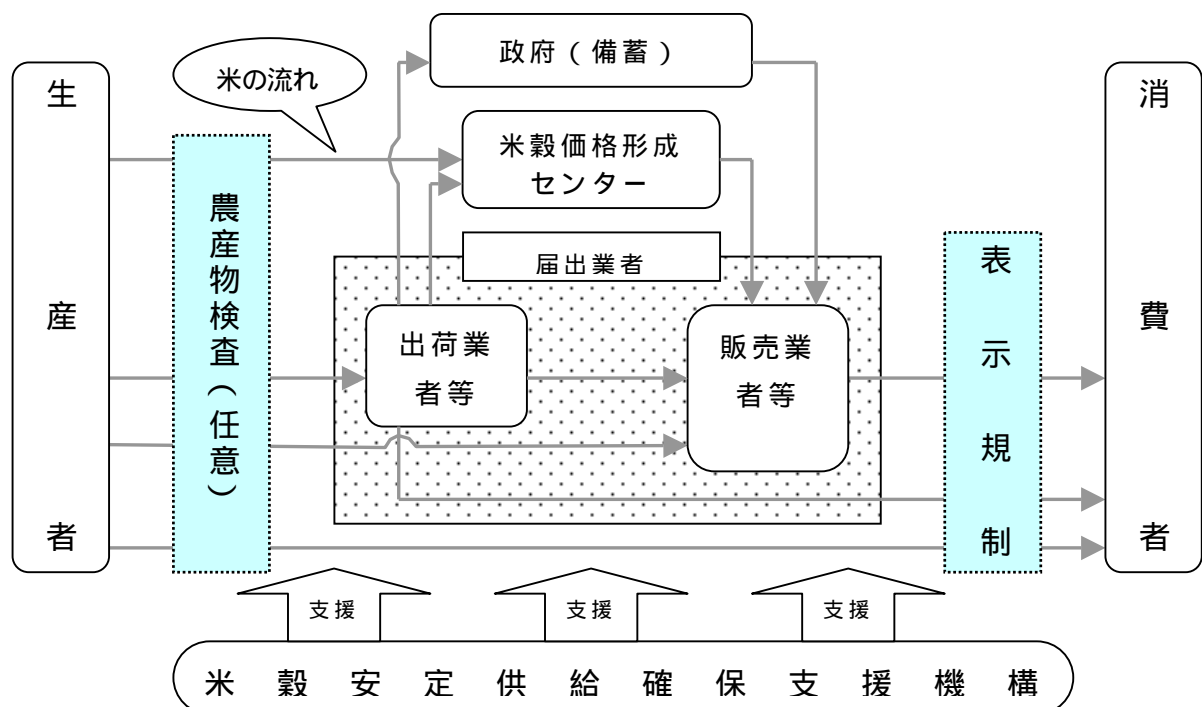 政府（備蓄）
米の流れ
生産者
消費者
米穀価格形成
センター
農産物検査（任意）
届出業者
表示規制
出荷業
者等
販売業
者等
支援
支援
支援
米穀安定供給確保支援機構